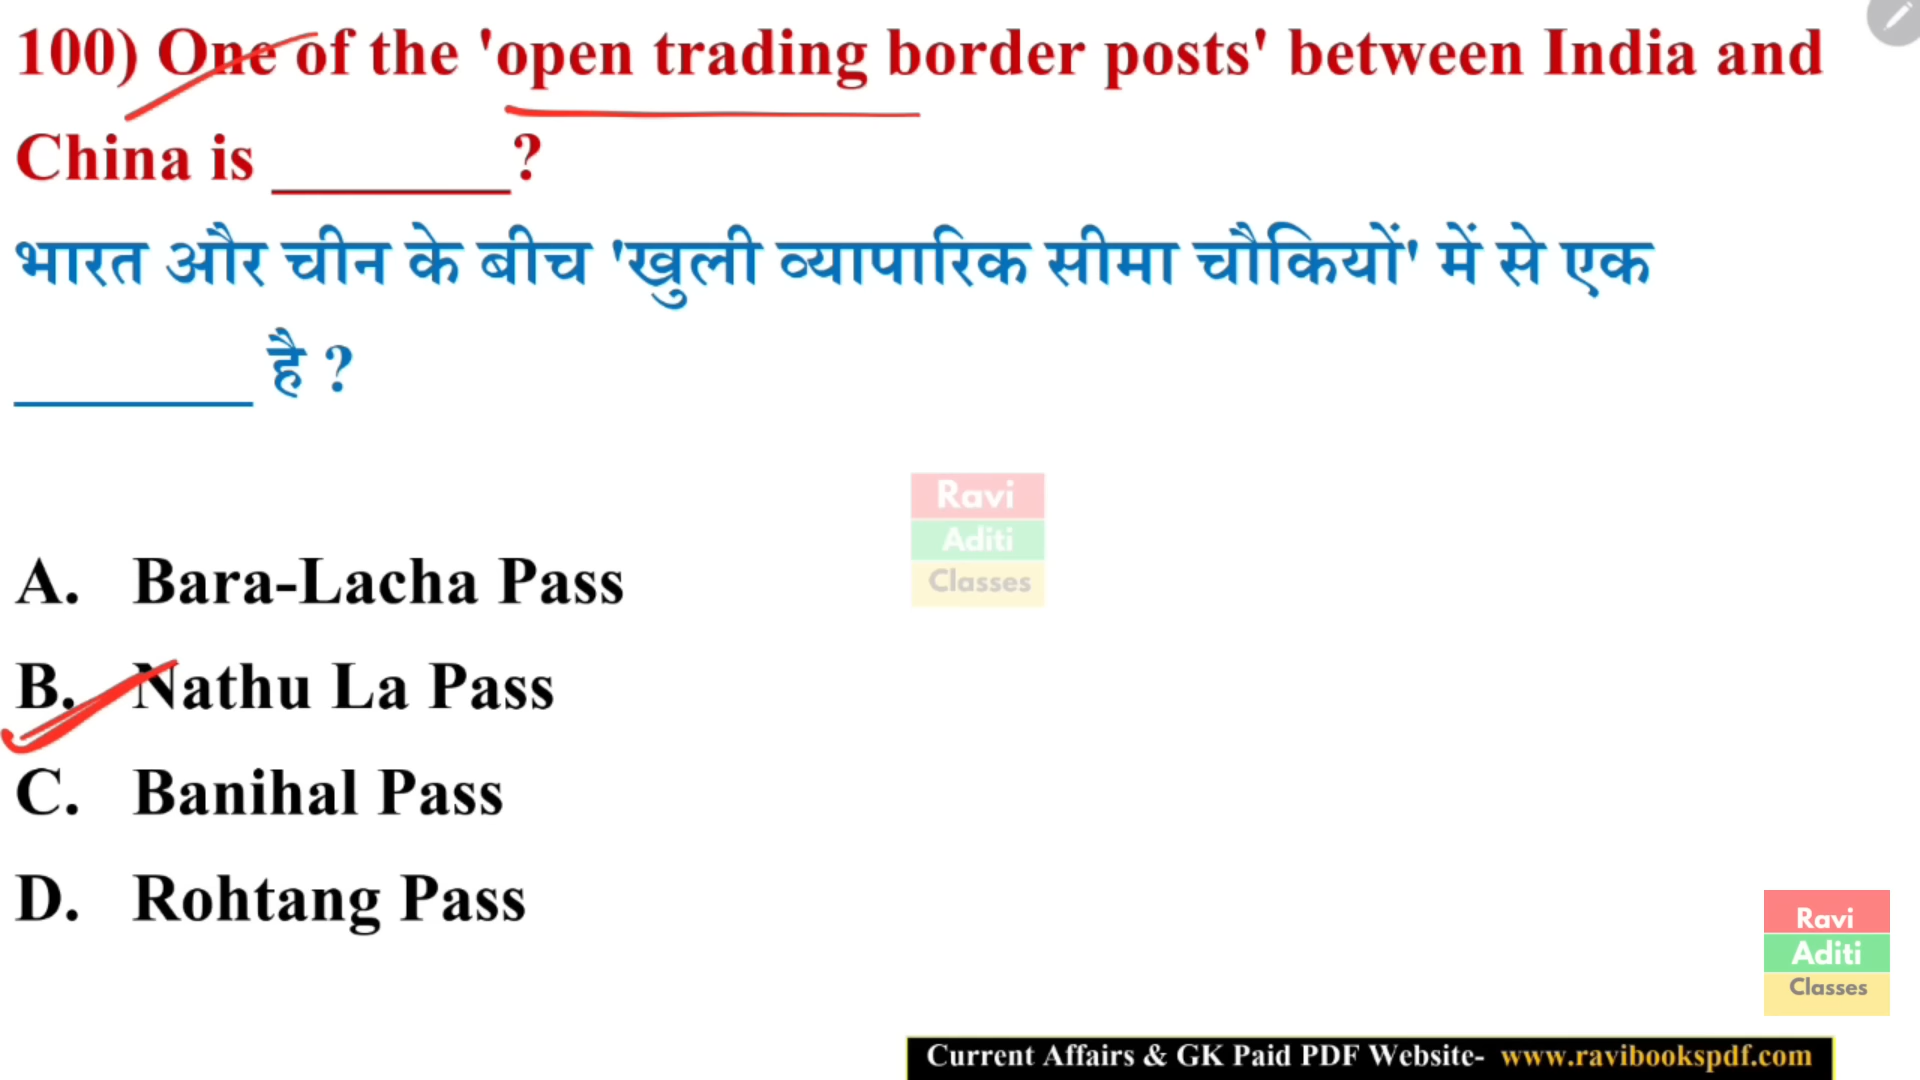 100) One of the 'open trading border posts' between India and
China is ________?
भारत और चीन के बीच 'खुली व्यापारिक सीमा चौकियों' में से एक
________ है ?
Ravi
Aditi
Classes
A. Bara-Lacha Pass
B. Nathu La Pass
C. Banihal Pass
D. Rohtang Pass
Ravi
Aditi
Classes
Current Affairs & GK Paid PDF Website- www.ravibookspdf.com